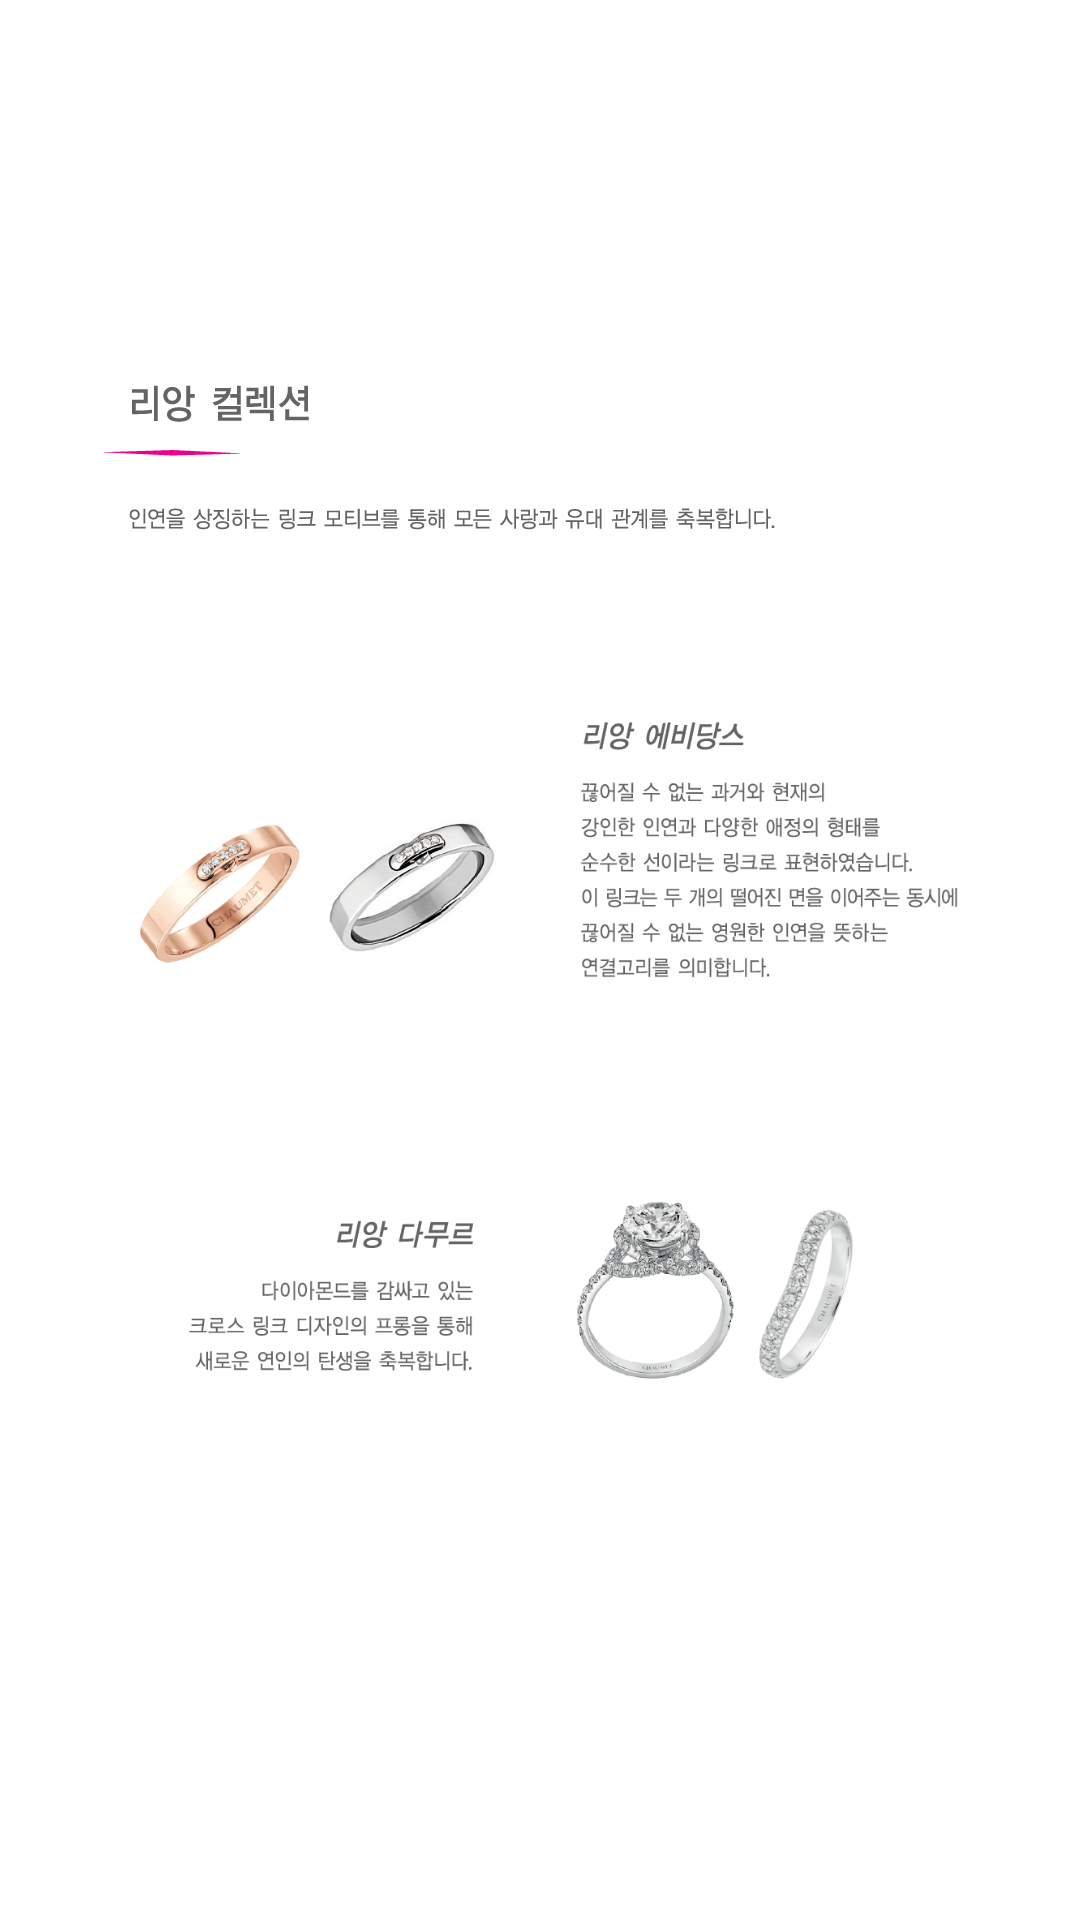 리앙 컬렉션
인연을 상징하는 링크 모티브를 통해 모든 사랑과 유대 관계를 축복합니다.
리앙 에비당스
끊어질 수 없는 과거와 현재의
강인한 인연과 다양한 애정의 형태를
순수한 선이라는 링크로 표현하였습니다.
이 링크는 두 개의 떨어진 면을 이어주는 동시에
끊어질 수 없는 영원한 인연을 뜻하는
연결고리를 의미합니다.
CHAUMET
리앙 다무르
다이아몬드를 감싸고 있는
크로스 링크 디자인의 프롱을 통해
새로운 연인의 탄생을 축복합니다.
CHAUMET
CHAUMET